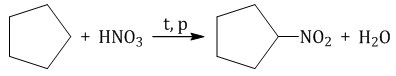 + HNO₃ t, p → —NO₂ + H₂O